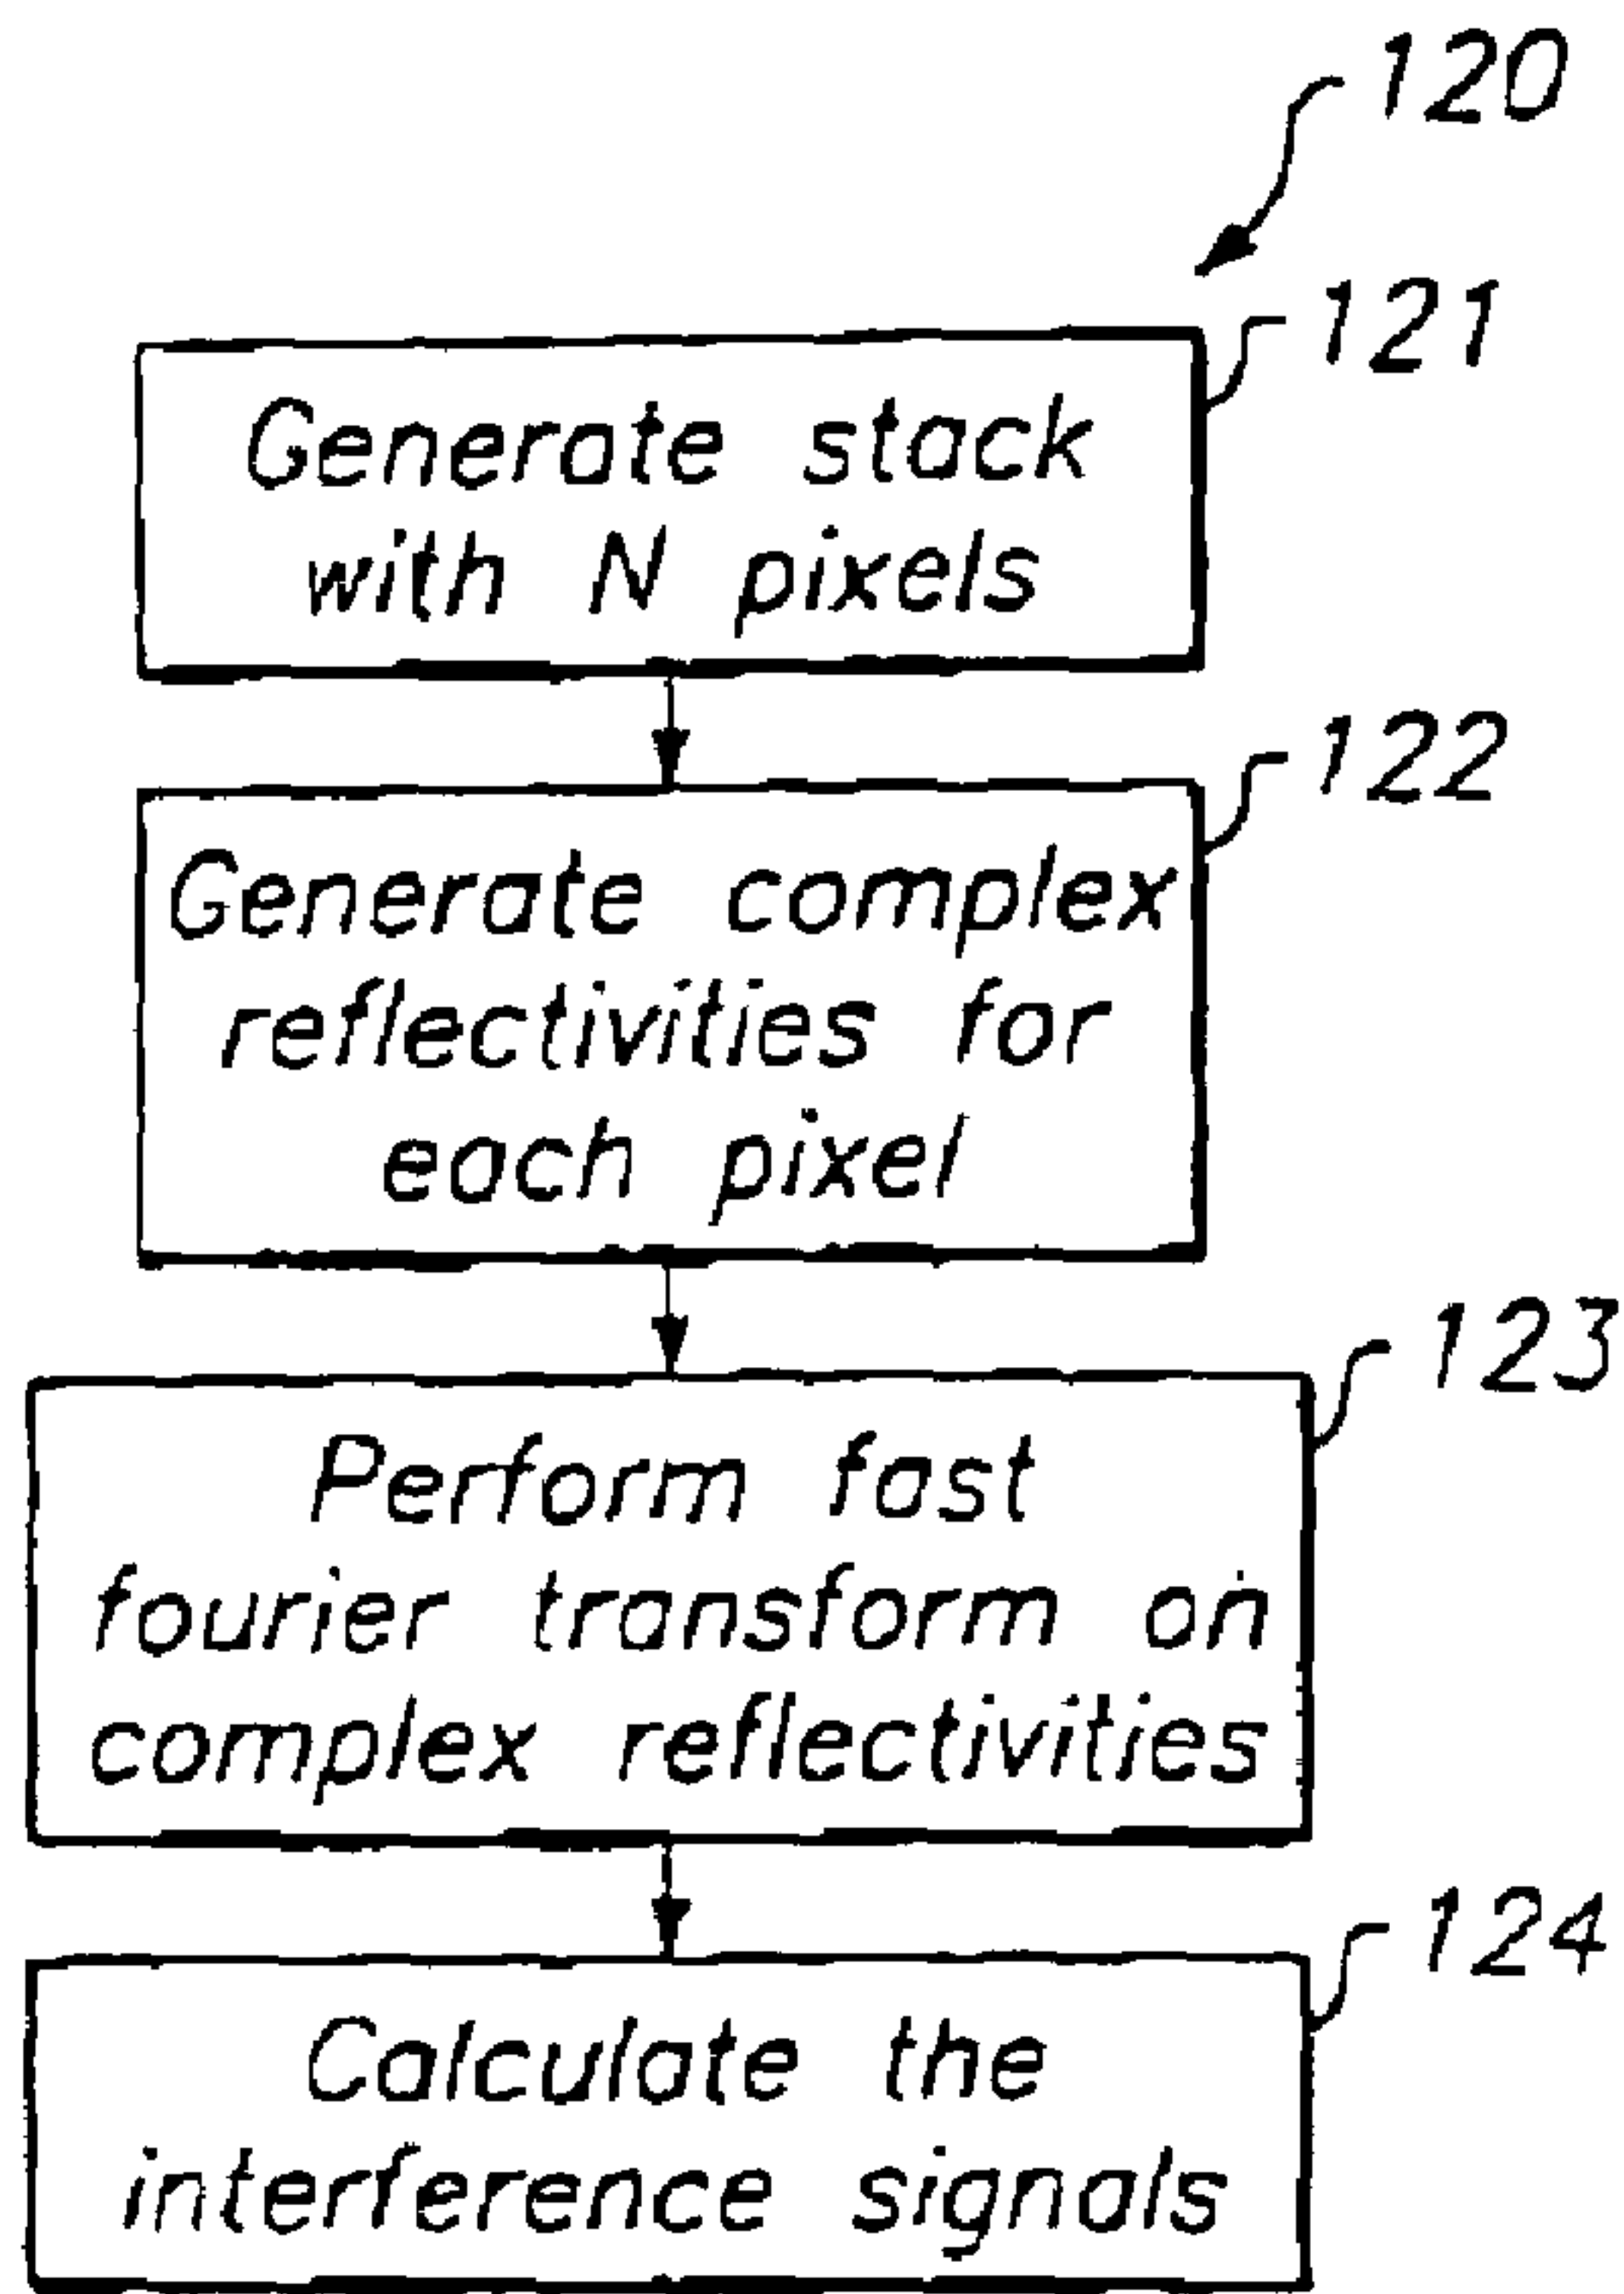 120
121
Generate stack
with N pixels
122
Generate complex
reflectivities for
each pixel
123
Perform fast
fourier transform on
complex reflectivities
124
Calculate the
interference signals